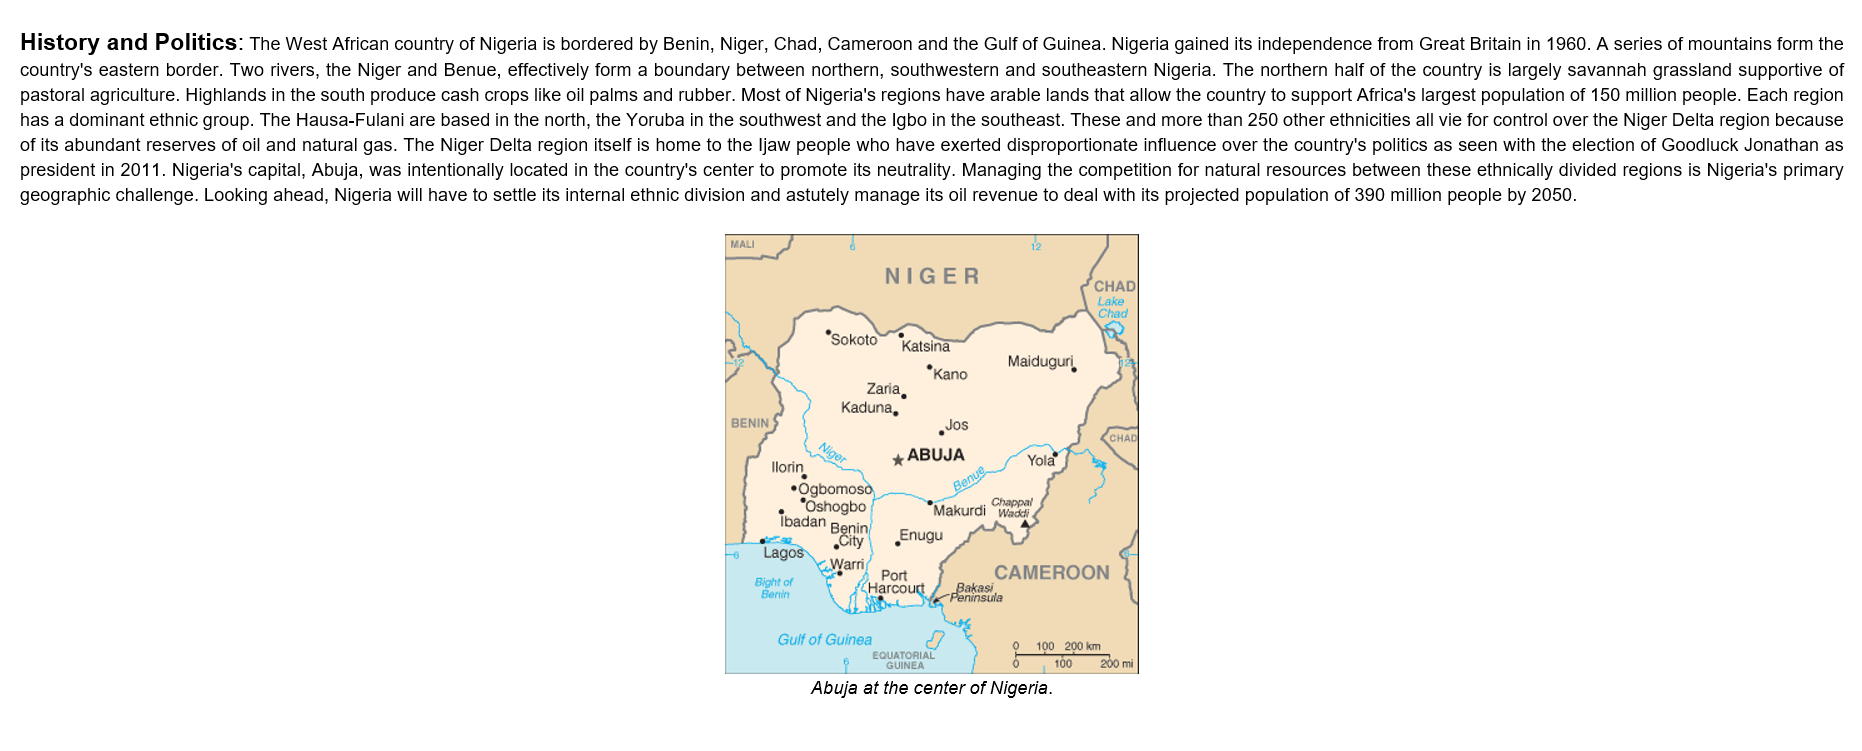 History and Politics: The West African country of Nigeria is bordered by Benin, Niger, Chad, Cameroon and the Gulf of Guinea. Nigeria gained its independence from Great Britain in 1960. A series of mountains form the
country's eastern border. Two rivers, the Niger and Benue, effectively form a boundary between northern, southwestern and southeastern Nigeria. The northern half of the country is largely savannah grassland supportive of
pastoral agriculture. Highlands in the south produce cash crops like oil palms and rubber. Most of Nigeria's regions have arable lands that allow the country to support Africa's largest population of 150 million people. Each region
has a dominant ethnic group. The Hausa-Fulani are based in the north, the Yoruba in the southwest and the Igbo in the southeast. These and more than 250 other ethnicities all vie for control over the Niger Delta region because
of its abundant reserves of oil and natural gas. The Niger Delta region itself is home to the Ijaw people who have exerted disproportionate influence over the country's politics as seen with the election of Goodluck Jonathan as
president in 2011. Nigeria's capital, Abuja, was intentionally located in the country's center to promote its neutrality. Managing the competition for natural resources between these ethnically divided regions is Nigeria's primary
geographic challenge. Looking ahead, Nigeria will have to settle its internal ethnic division and astutely manage its oil revenue to deal with its projected population of 390 million people by 2050.
MALI
6
12
NIGER
CHAD
Lake
Chad
Sokoto
Katsina
Maiduguri
12
12
Kano
Zaria
Kaduna
BENIN
Jos
CHAD
Niger
ABUJA
Yola
Ilorin
Benue
Ogbomoso
Oshogbo
Makurdi
Chappal
Waddi
Ibadan
Benin
City
Enugu
Lagos
6
6
Warri
CAMEROON
Port
Harcourt
Bight of
Benin
Bakasi
Peninsula
Gulf of Guinea
EQUATORIAL
GUINEA
6
0 100 200 km
0 100 200 mi
Abuja at the center of Nigeria.